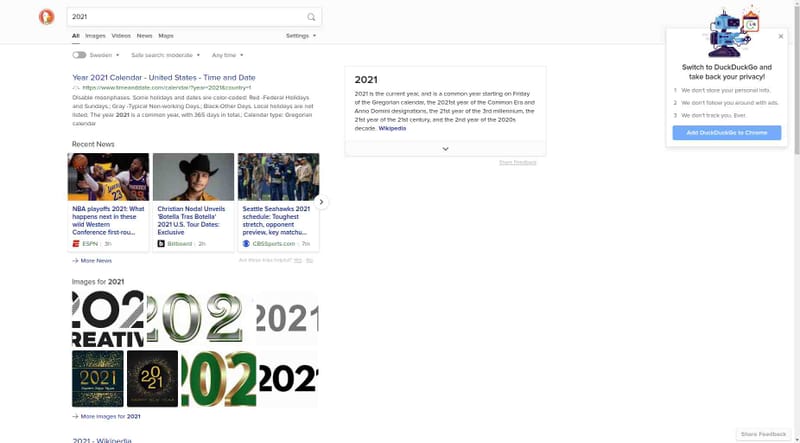 2021
All Images Videos News Maps Settings
Sweden Safe search: moderate Any time
Year 2021 Calendar - United States - Time and Date
https://www.timeanddate.com/calendar/?year=2021&country=1
Disable moonphases. Some holidays and dates are color-coded: Red -Federal Holidays
and Sundays.; Gray -Typical Non-working Days.; Black-Other Days. Local holidays are not
listed. The year 2021 is a common year, with 365 days in total.; Calendar type: Gregorian
calendar
Recent News
NBA playoffs 2021: What
happens next in these
wild Western
Conference first-rou...
ESPN 3h
Christian Nodal Unveils
'Botella Tras Botella'
2021 U.S. Tour Dates:
Exclusive
Billboard 2h
Seattle Seahawks 2021
schedule: Toughest
stretch, opponent
preview, key matchu...
CBSSports.com 7h
More News
Are these links helpful? Yes No
Images for 2021
202
CREATIV
202
2021
2021
2021
202
202
More Images for 2021
2021 - Wikipedia
2021
2021 is the current year, and is a common year starting on Friday
of the Gregorian calendar, the 2021st year of the Common Era and
Anno Domini designations, the 21st year of the 3rd millennium, the
21st year of the 21st century, and the 2nd year of the 2020s
decade. Wikipedia
Share Feedback
Switch to DuckDuckGo and
take back your privacy!
1 We don't store your personal info.
2 We don't follow you around with ads.
3 We don't track you. Ever.
Add DuckDuckGo to Chrome
Share Feedback